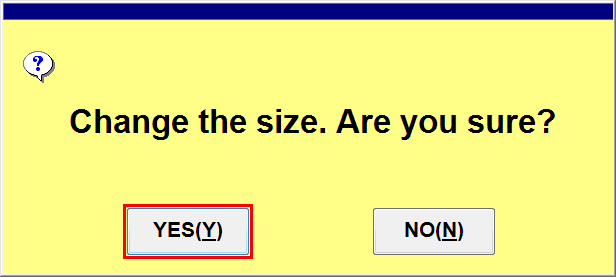 ?
Change the size. Are you sure?
YES(Y)
NO(N)